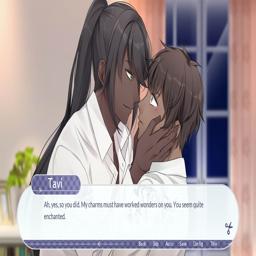 Tavi
Ah, yes, so you did. My charms must have worked wonders on you. You seem quite
enchanted.
Back Skip Auto Save Config Title